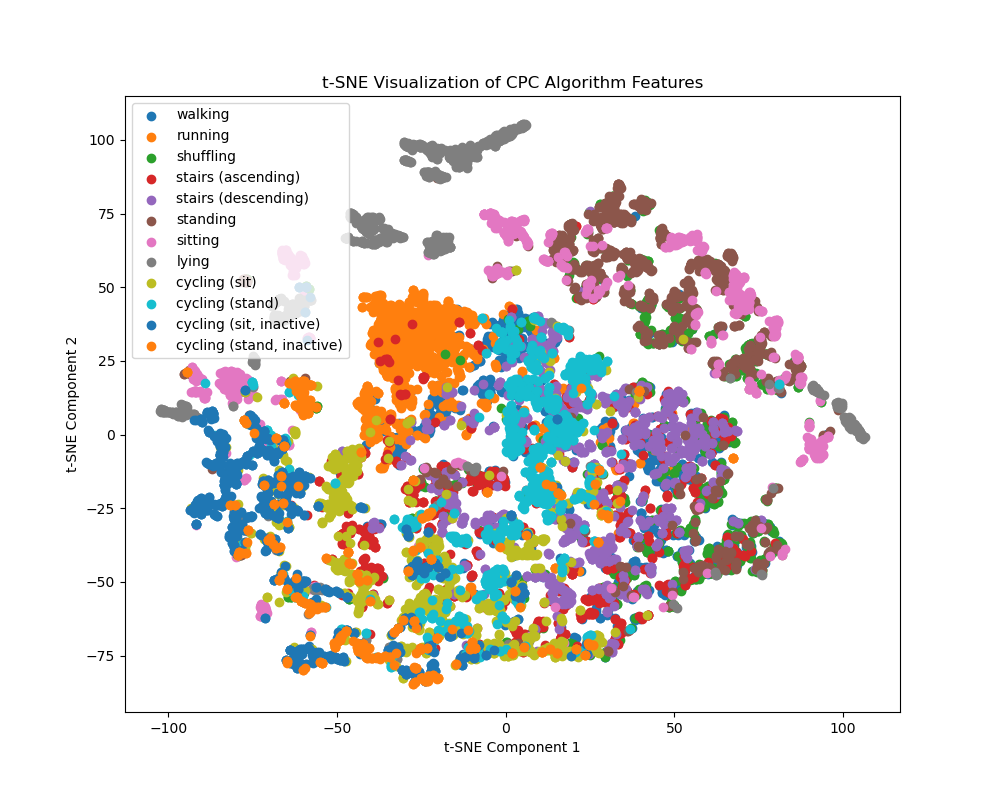 t-SNE Visualization of CPC Algorithm Features
walking
running
shuffling
stairs (ascending)
stairs (descending)
standing
sitting
lying
cycling (sit)
cycling (stand)
cycling (sit, inactive)
cycling (stand, inactive)
100
75
50
25
0
−25
−50
−75
t-SNE Component 2
−100
−50
0
50
100
t-SNE Component 1